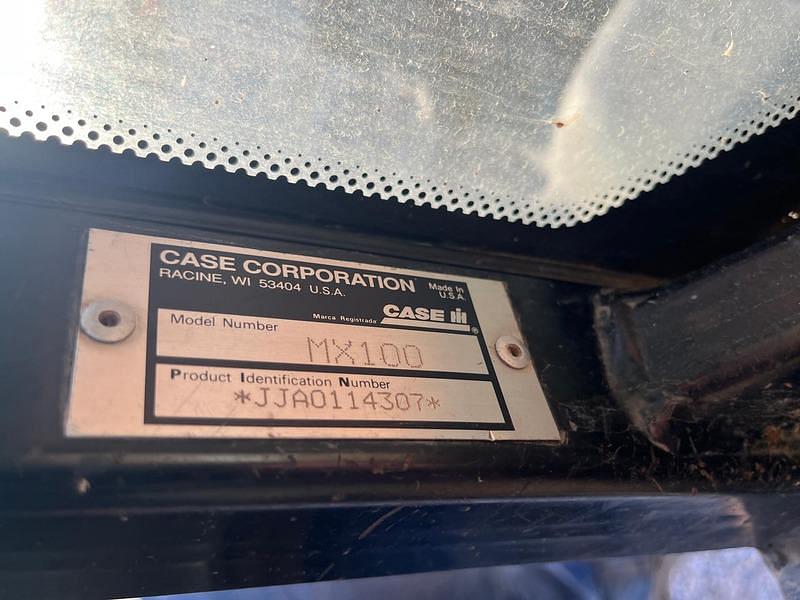 CASE CORPORATION
RACINE, WI 53404 U.S.A.
Made In
U.S.A.
Marca Registrada CASE IH ®
Model Number
MX100
Product Identification Number
*JJA0114307*